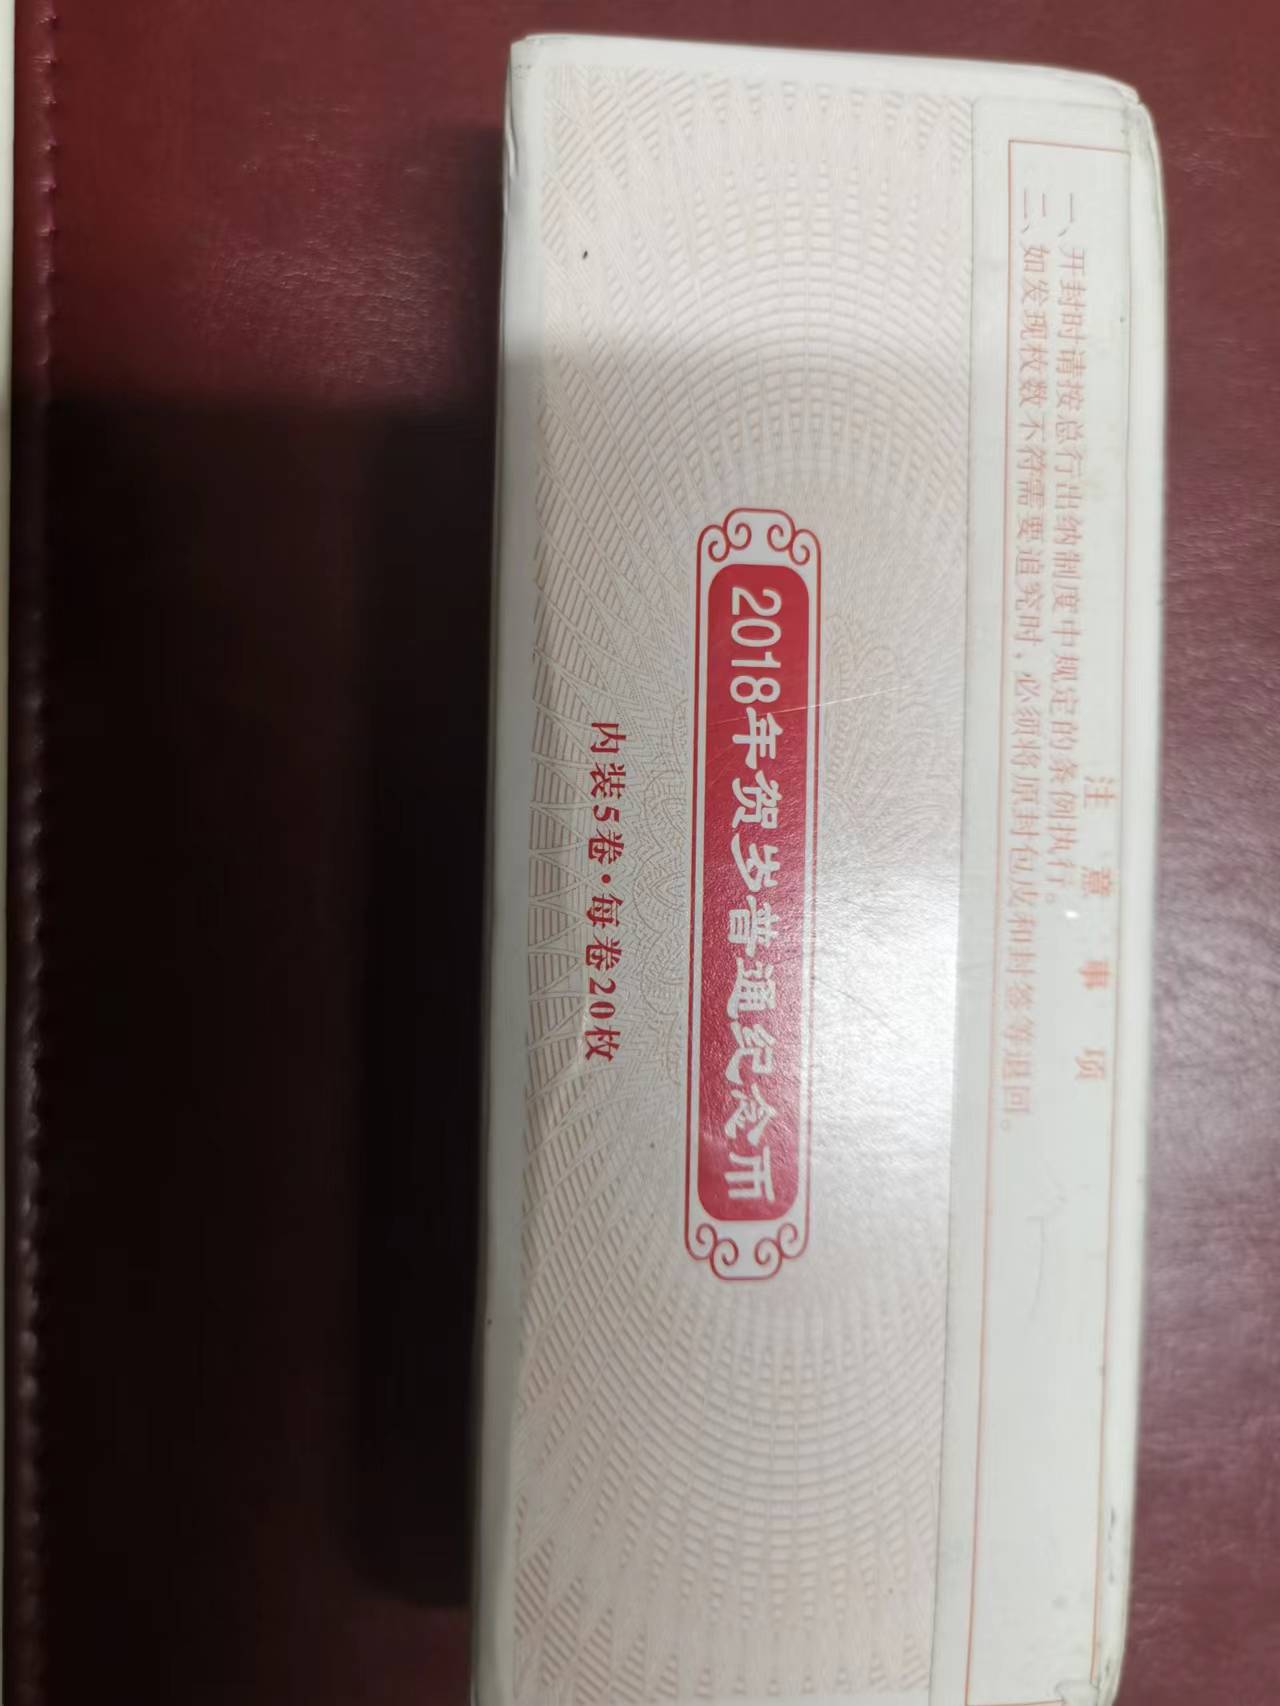 注意事项
一、开封时请按总行出纳制度中规定的条例执行。
二、如发现枚数不符需要追究时，必须将原封包皮和封签等退回。
2018年贺岁普通纪念币
内装5卷·每卷20枚